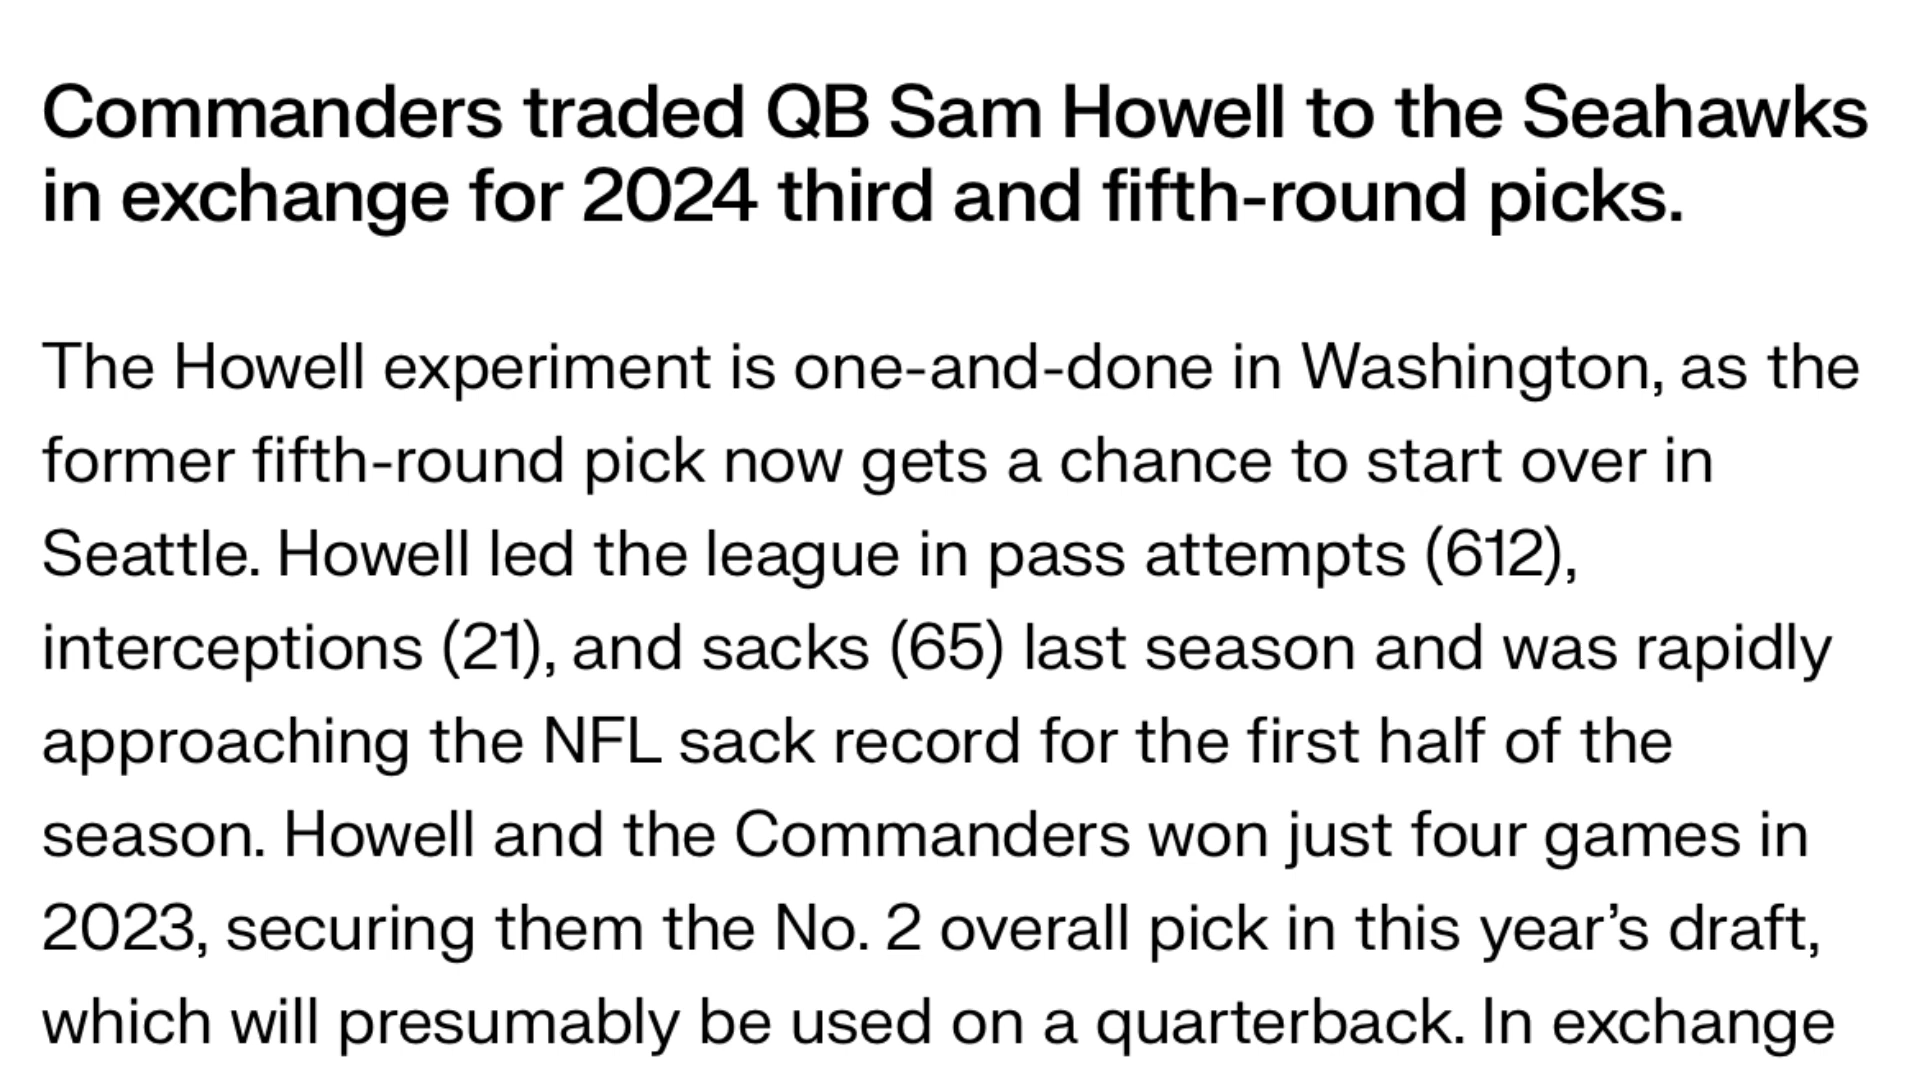 Commanders traded QB Sam Howell to the Seahawks
in exchange for 2024 third and fifth-round picks.
The Howell experiment is one-and-done in Washington, as the
former fifth-round pick now gets a chance to start over in
Seattle. Howell led the league in pass attempts (612),
interceptions (21), and sacks (65) last season and was rapidly
approaching the NFL sack record for the first half of the
season. Howell and the Commanders won just four games in
2023, securing them the No. 2 overall pick in this year’s draft,
which will presumably be used on a quarterback. In exchange